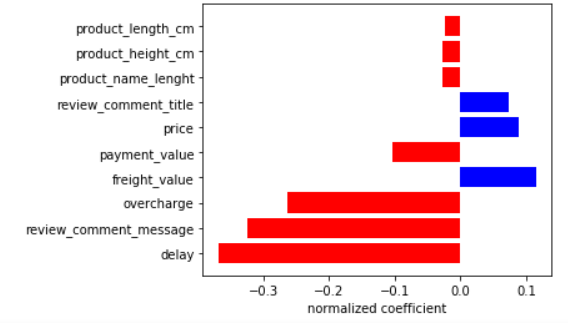 product_length_cm
product_height_cm
product_name_lenght
review_comment_title
price
payment_value
freight_value
overcharge
review_comment_message
delay
−0.3 −0.2 −0.1 0.0 0.1
normalized coefficient